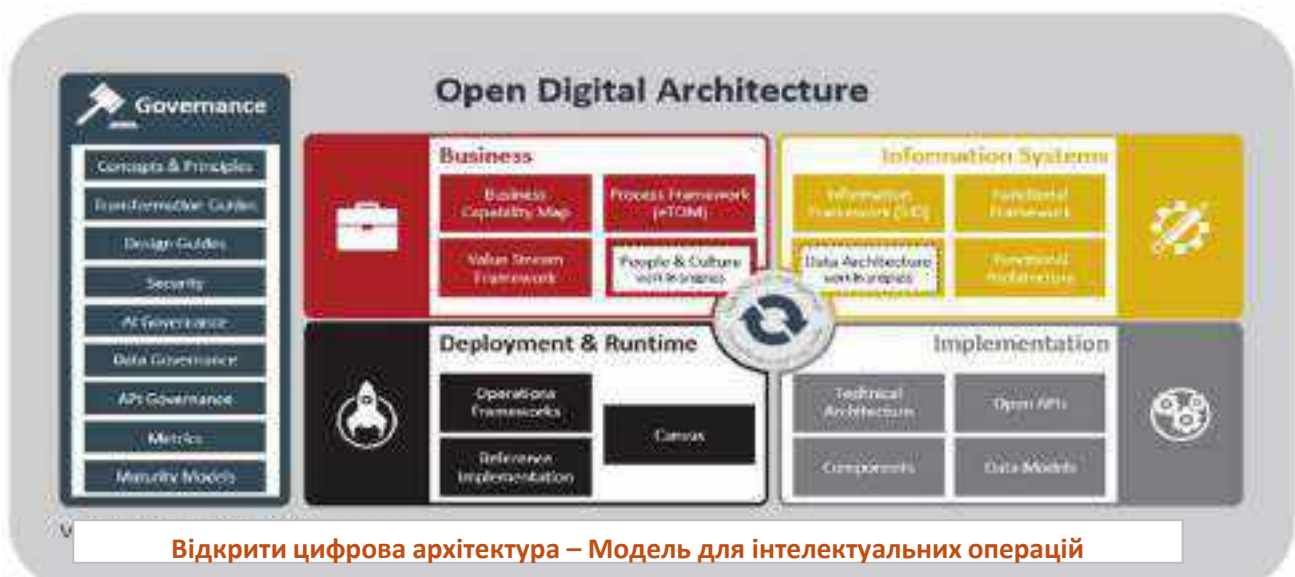 Open Digital Architecture
Governance
Concepts & Principles
Transformation Guides
Design Guides
Security
AI Governance
Data Governance
API Governance
Metrics
Maturity Models
Business
Business
Capability Map
Process Framework
(eTOM)
Value Stream
Framework
People & Culture
work in progress
Information Systems
Information
Framework (SID)
Functional
Framework
Data Architecture
work in progress
Functional
Architecture
Deployment & Runtime
Operations
Frameworks
Canvas
Reference
Implementation
Implementation
Technical
Architecture
Open APIs
Components
Data Models
V
Відкрити цифрова архітектура – Модель для інтелектуальних операцій